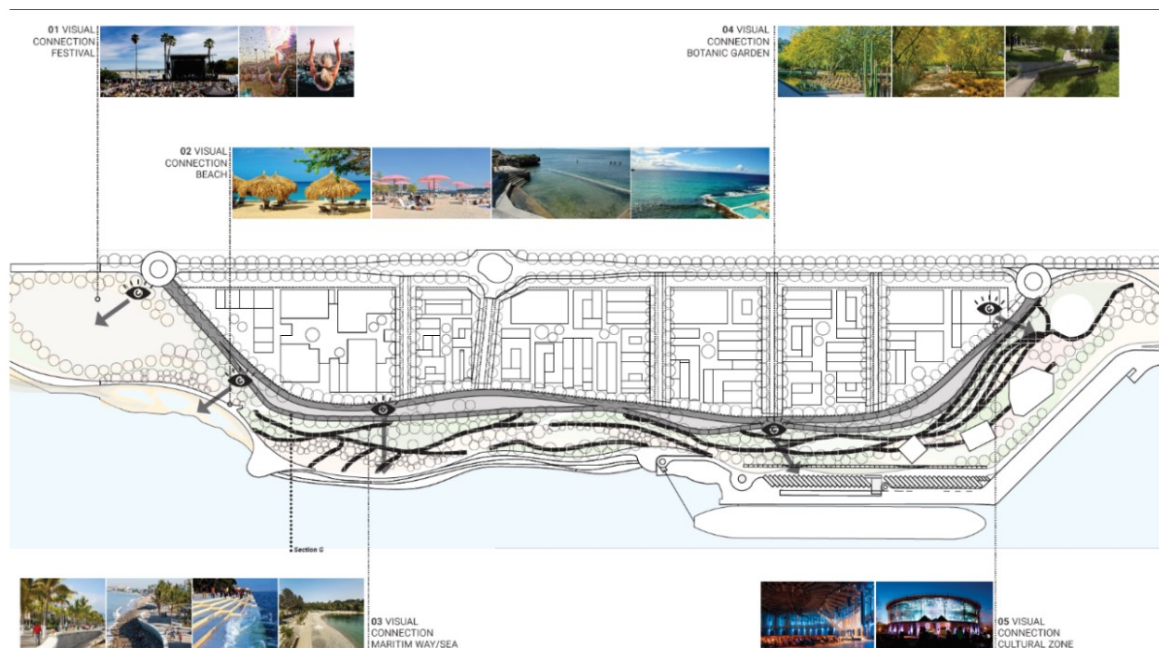 01 VISUAL
CONNECTION
FESTIVAL
04 VISUAL
CONNECTION
BOTANIC GARDEN
02 VISUAL
CONNECTION
BEACH
Section G
03 VISUAL
CONNECTION
MARITIM WAY/SEA
05 VISUAL
CONNECTION
CULTURAL ZONE